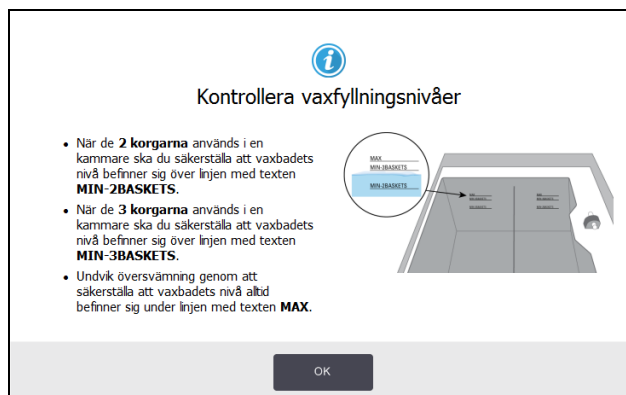 Kontrollera vaxfyllningsnivåer
• När de 2 korgarna används i en
kammare ska du säkerställa att vaxbadets
nivå befinner sig över linjen med texten
MIN-2BASKETS.
• När de 3 korgarna används i en
kammare ska du säkerställa att vaxbadets
nivå befinner sig över linjen med texten
MIN-3BASKETS.
• Undvik översvämning genom att
säkerställa att vaxbadets nivå alltid
befinner sig under linjen med texten MAX.
MAX
MIN-3BASKETS
MIN-2BASKETS
OK